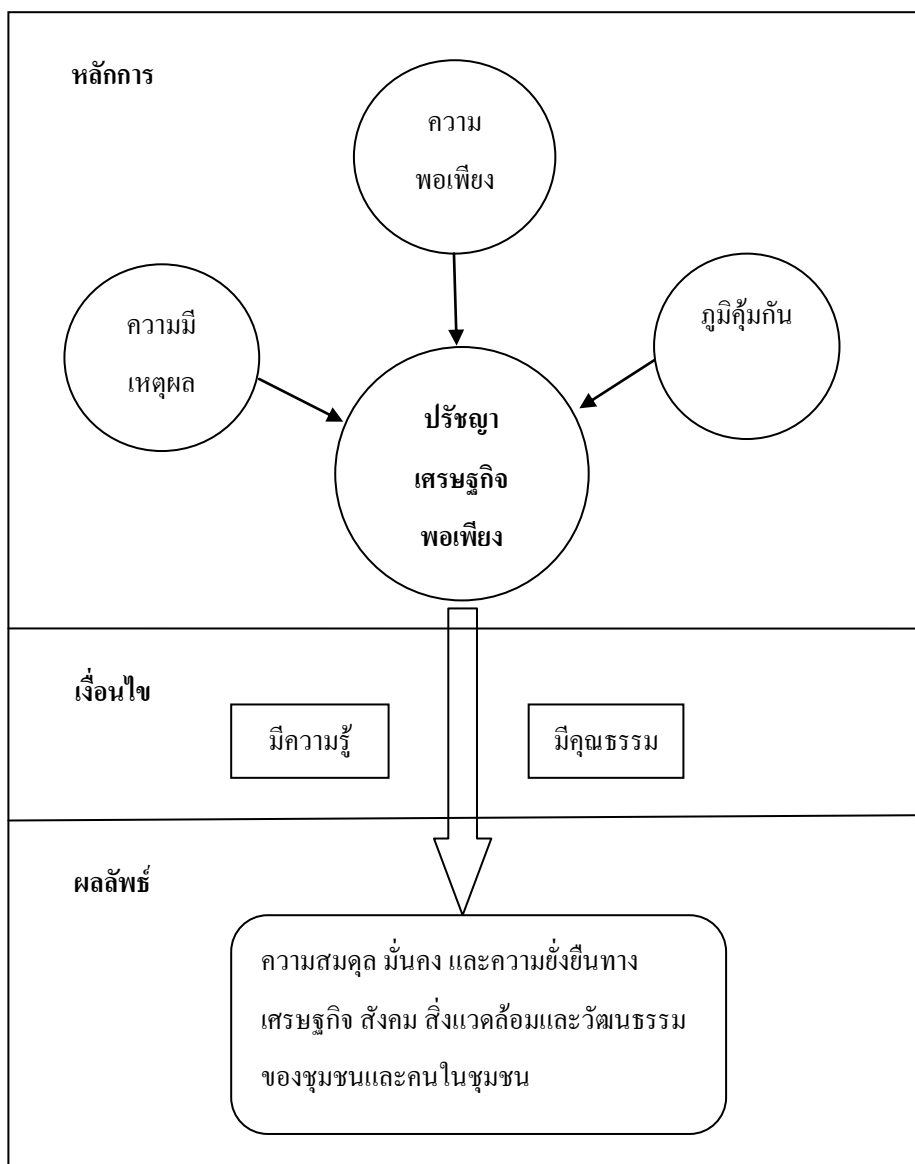 หลักการ
ความ
พอเพียง
ความมี
เหตุผล
ภูมิคุ้มกัน
ปรัชญา
เศรษฐกิจ
พอเพียง
เงื่อนไข
มีความรู้
มีคุณธรรม
ผลลัพธ์
ความสมดุล มั่นคง และความยั่งยืนทาง
เศรษฐกิจ สังคม สิ่งแวดล้อมและวัฒนธรรม
ของชุมชนและคนในชุมชน